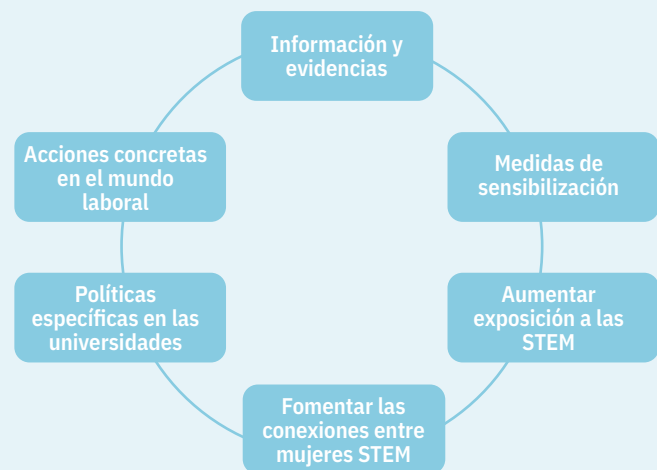 Información y
evidencias
Medidas de
sensibilización
Aumentar
exposición a las
STEM
Fomentar las
conexiones entre
mujeres STEM
Políticas
específicas en las
universidades
Acciones concretas
en el mundo
laboral